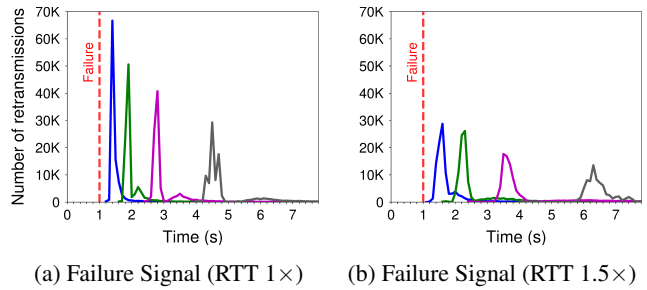 70K
60K
50K
40K
30K
20K
10K
0
Number of retransmissions
Failure
0 1 2 3 4 5 6 7
Time (s)
(a) Failure Signal (RTT 1×)
70K
60K
50K
40K
30K
20K
10K
0
Failure
0 1 2 3 4 5 6 7
Time (s)
(b) Failure Signal (RTT 1.5×)